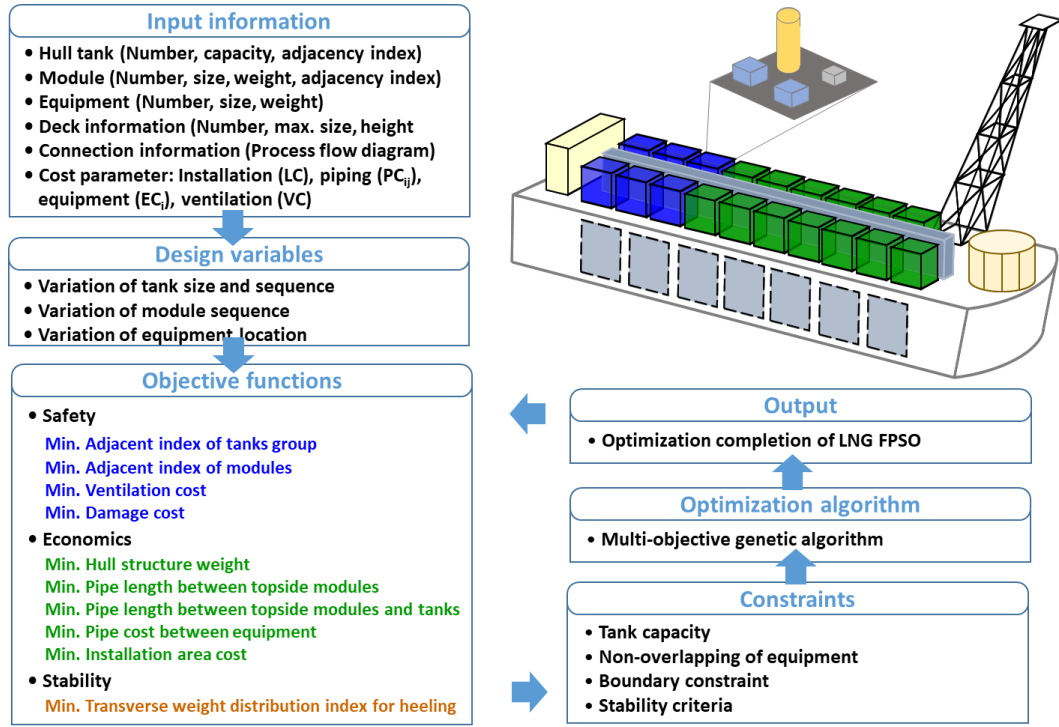 Input information
• Hull tank (Number, capacity, adjacency index)
• Module (Number, size, weight, adjacency index)
• Equipment (Number, size, weight)
• Deck information (Number, max. size, height
• Connection information (Process flow diagram)
• Cost parameter: Installation (LC), piping (PCij),
equipment (ECi), ventilation (VC)
Design variables
• Variation of tank size and sequence
• Variation of module sequence
• Variation of equipment location
Objective functions
• Safety
Min. Adjacent index of tanks group
Min. Adjacent index of modules
Min. Ventilation cost
Min. Damage cost
• Economics
Min. Hull structure weight
Min. Pipe length between topside modules
Min. Pipe length between topside modules and tanks
Min. Pipe cost between equipment
Min. Installation area cost
• Stability
Min. Transverse weight distribution index for heeling
Output
• Optimization completion of LNG FPSO
Optimization algorithm
• Multi-objective genetic algorithm
Constraints
• Tank capacity
• Non-overlapping of equipment
• Boundary constraint
• Stability criteria